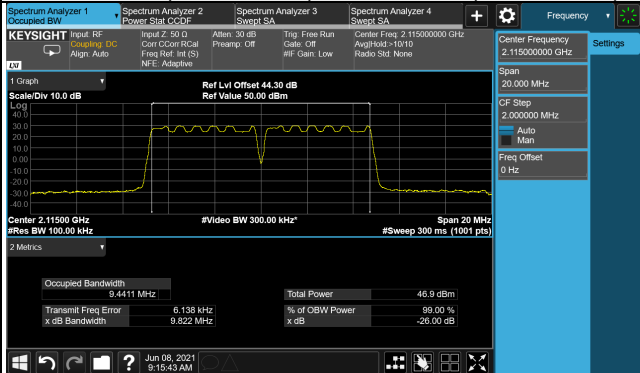 Spectrum Analyzer 1
Occupied BW
Spectrum Analyzer 2
Power Stat CCDF
Spectrum Analyzer 3
Swept SA
Spectrum Analyzer 4
Swept SA
+
Frequency
KEYSIGHT
Input: RF
Coupling: DC
Align: Auto
Input Z: 50 Ω
Corr CCorr RCal
Freq Ref: Int (S)
NFE: Adaptive
Atten: 30 dB
Preamp: Off
Trig: Free Run
Gate: Off
#IF Gain: Low
Center Freq: 2.115000000 GHz
Avg|Hold:>10/10
Radio Std: None
LXI
Center Frequency
2.115000000 GHz
Settings
Span
20.000 MHz
CF Step
2.000000 MHz
Auto
Man
Freq Offset
0 Hz
1 Graph
Scale/Div 10.0 dB
Ref Lvl Offset 44.30 dB
Ref Value 50.00 dBm
Log
40.0
30.0
20.0
10.0
0.00
-10.0
-20.0
-30.0
-40.0
Center 2.11500 GHz
#Res BW 100.00 kHz
#Video BW 300.00 kHz*
Span 20 MHz
#Sweep 300 ms (1001 pts)
2 Metrics
Occupied Bandwidth
9.4411 MHz
Total Power 46.9 dBm
Transmit Freq Error 6.138 kHz
x dB Bandwidth 9.822 MHz
% of OBW Power 99.00 %
x dB -26.00 dB
?
Jun 08, 2021
9:15:43 AM